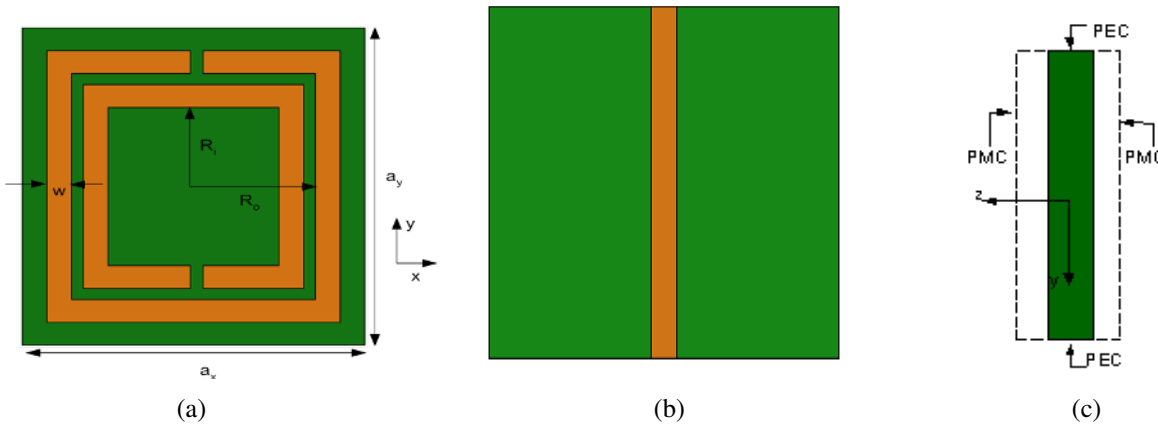 R_i
w
R_o
a_y
y
x
a_x
PEC
PMC
PMC
z
y
PEC
(a)
(b)
(c)